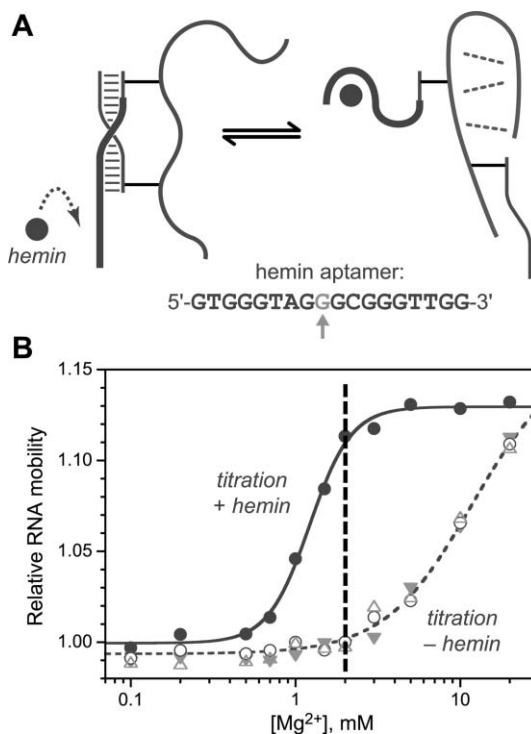 A
hemin
hemin aptamer:
5'-GTGGGTAGGGCGGGTTGG-3'
B
1.15
1.10
1.05
1.00
Relative RNA mobility
titration
+ hemin
titration
– hemin
0.1
1
10
[Mg²⁺], mM